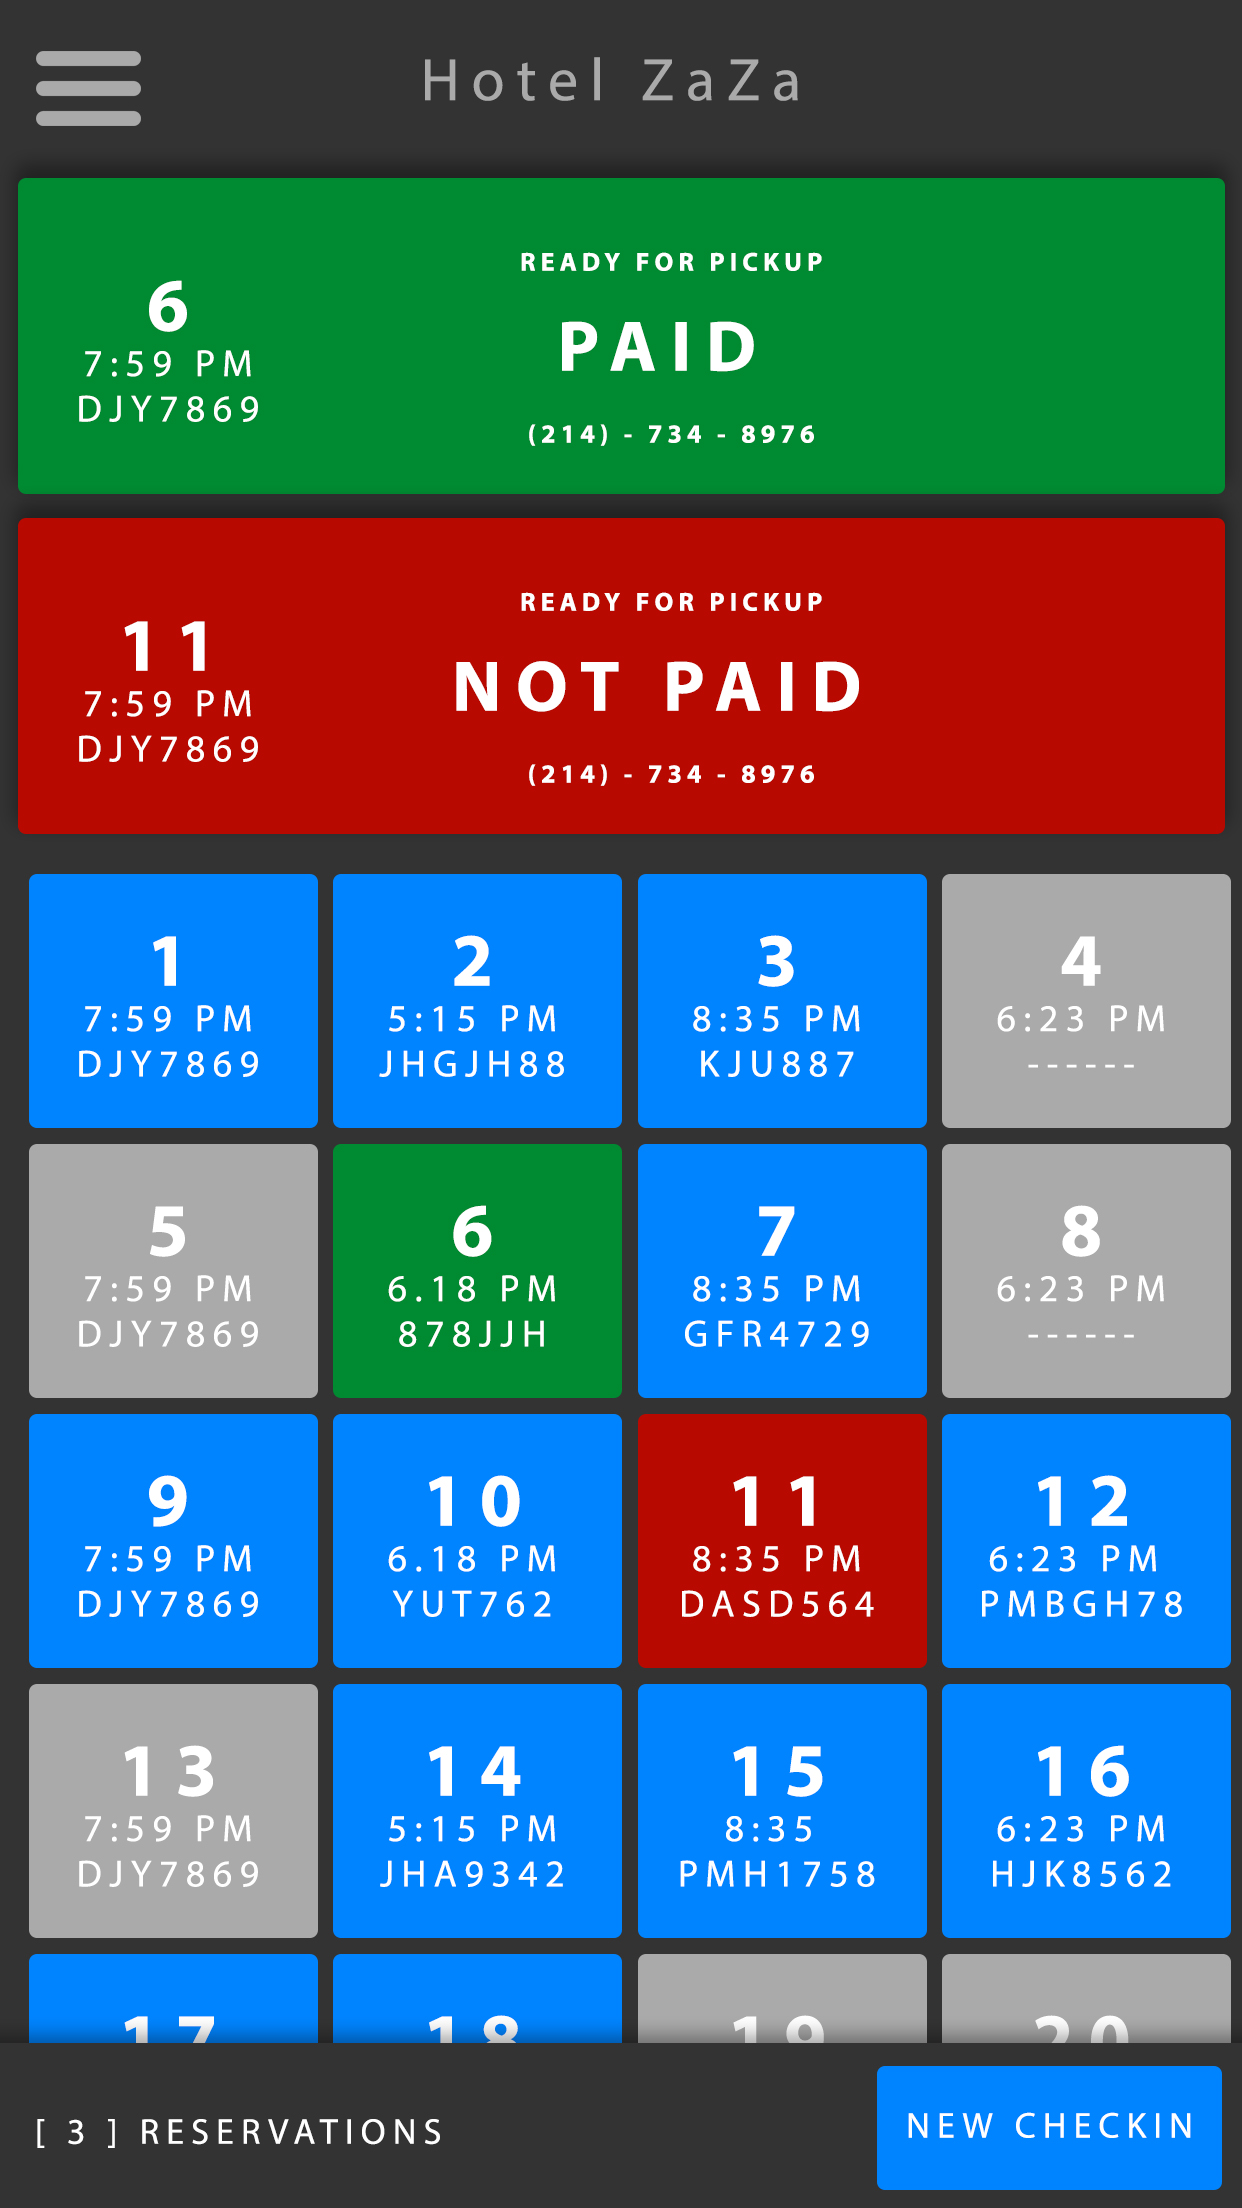 Hotel ZaZa
READY FOR PICKUP
6
PAID
7:59 PM
DJY7869
(214) - 734 - 8976
READY FOR PICKUP
11
NOT PAID
7:59 PM
DJY7869
(214) - 734 - 8976
1
7:59 PM
DJY7869
2
5:15 PM
JHGJH88
3
8:35 PM
KJU887
4
6:23 PM
------
5
7:59 PM
DJY7869
6
6.18 PM
878JJH
7
8:35 PM
GFR4729
8
6:23 PM
------
9
7:59 PM
DJY7869
10
6.18 PM
YUT762
11
8:35 PM
DASD564
12
6:23 PM
PMBGH78
13
7:59 PM
DJY7869
14
5:15 PM
JHA9342
15
8:35
PMH1758
16
6:23 PM
HJK8562
17
18
19
20
[ 3 ] RESERVATIONS
NEW CHECKIN